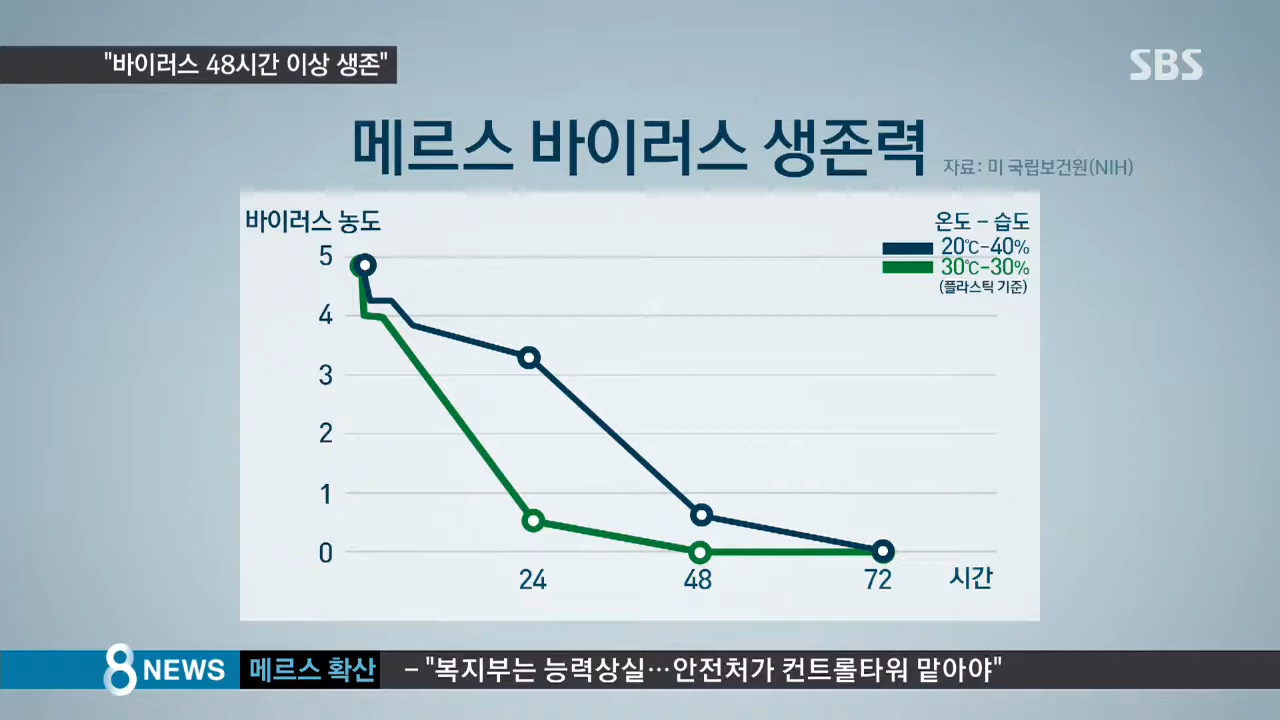 "바이러스 48시간 이상 생존"
SBS
메르스 바이러스 생존력
자료: 미 국립보건원(NIH)
바이러스 농도
온도 - 습도
20℃-40%
30℃-30%
(플라스틱 기준)
5
4
3
2
1
0
24
48
72
시간
8 NEWS
메르스 확산
- "복지부는 능력상실…안전처가 컨트롤타워 맡아야"